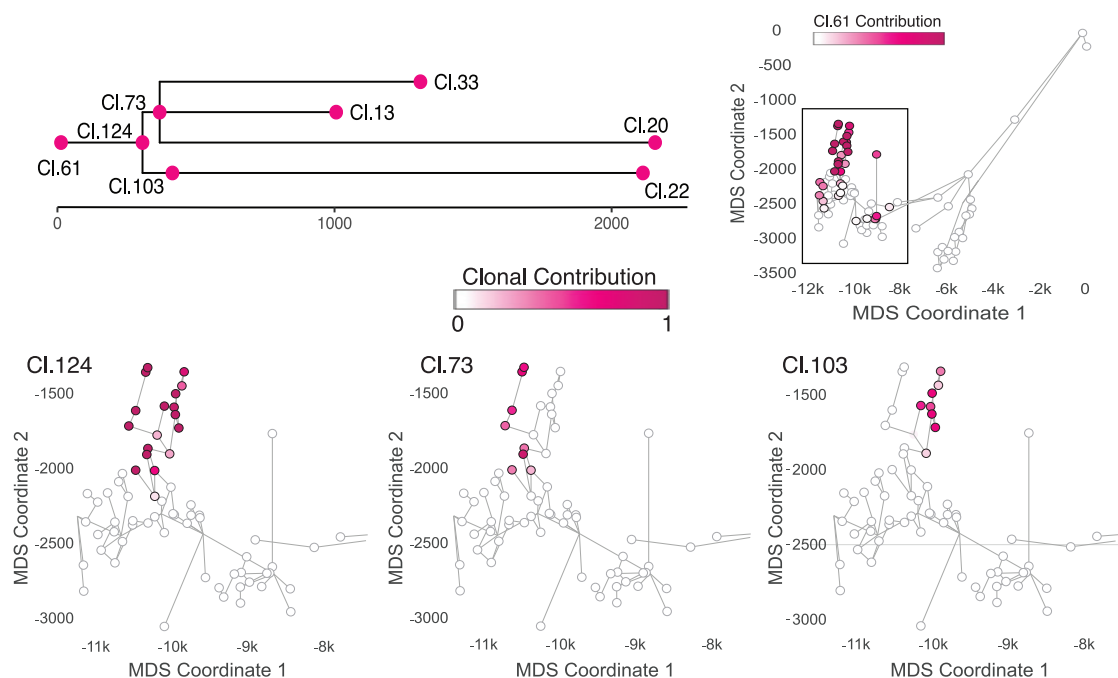 Cl.33
Cl.73
Cl.13
Cl.124
Cl.20
Cl.61
Cl.103
Cl.22
0
1000
2000
Cl.61 Contribution
MDS Coordinate 2
0
-500
-1000
-1500
-2000
-2500
-3000
-3500
-12k -10k -8k -6k -4k -2k 0
MDS Coordinate 1
Clonal Contribution
0 1
Cl.124
MDS Coordinate 2
-1500
-2000
-2500
-3000
-11k -10k -9k -8k
MDS Coordinate 1
Cl.73
MDS Coordinate 2
-1500
-2000
-2500
-3000
-11k -10k -9k -8k
MDS Coordinate 1
Cl.103
MDS Coordinate 2
-1500
-2000
-2500
-3000
-11k -10k -9k -8k
MDS Coordinate 1